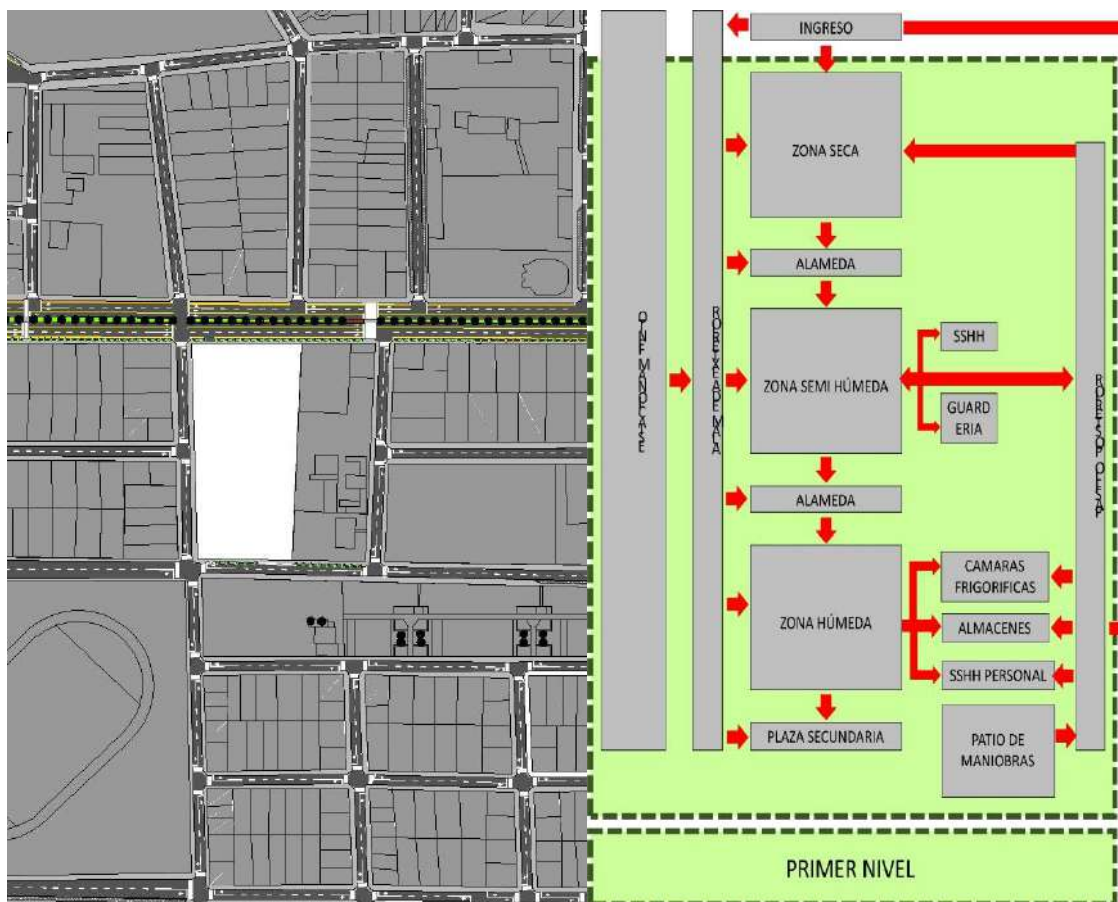 INGRESO
ZONA SECA
ALAMEDA
ZONA SEMI HÚMEDA
SSHH
GUARD
ERIA
ALAMEDA
ZONA HÚMEDA
CAMARAS
FRIGORIFICAS
ALMACENES
SSHH PERSONAL
PLAZA SECUNDARIA
PATIO DE
MANIOBRAS
PRIMER NIVEL